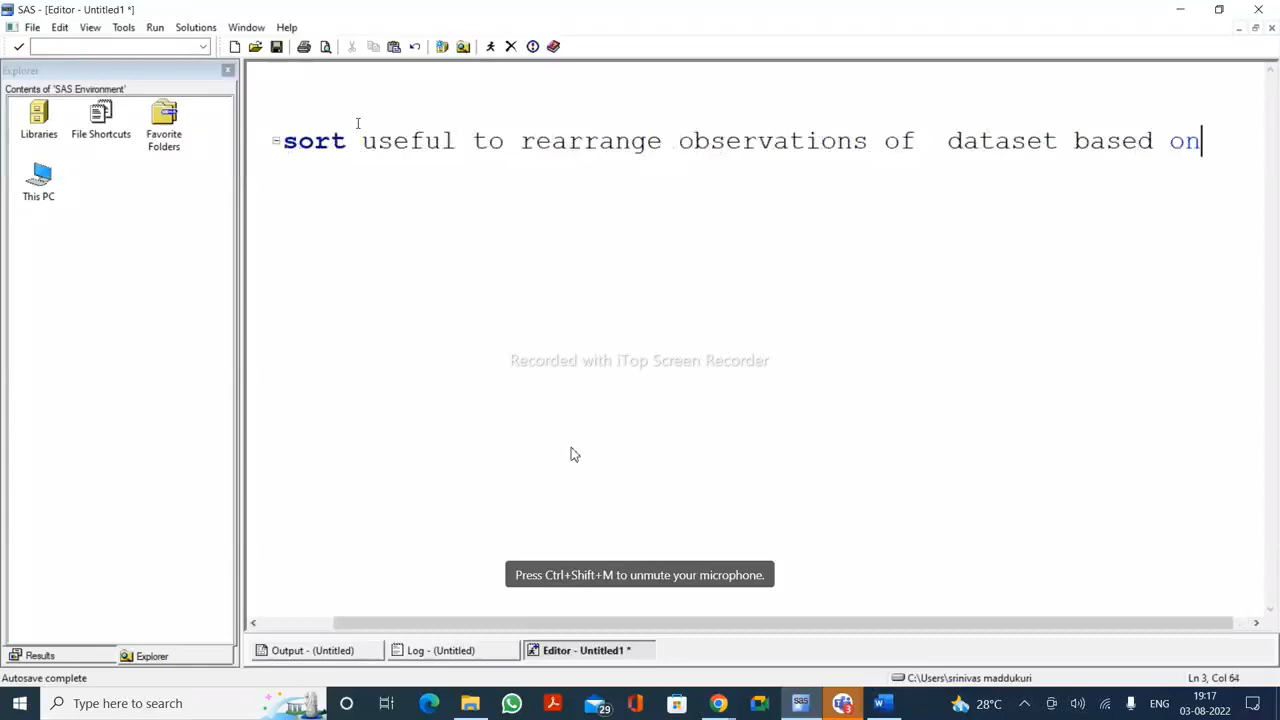 SAS - [Editor - Untitled1 *]
File Edit View Tools Run Solutions Window Help
Explorer
Contents of 'SAS Environment'
Libraries File Shortcuts Favorite Folders
This PC
sort useful to rearrange observations of  dataset based on
Recorded with iTop Screen Recorder
Press Ctrl+Shift+M to unmute your microphone.
Results Explorer
Output - (Untitled) Log - (Untitled) Editor - Untitled1 *
Autosave complete C:\Users\srinivas maddukuri Ln 3, Col 64
Type here to search 29 sas 3 28°C ENG 19:17
03-08-2022